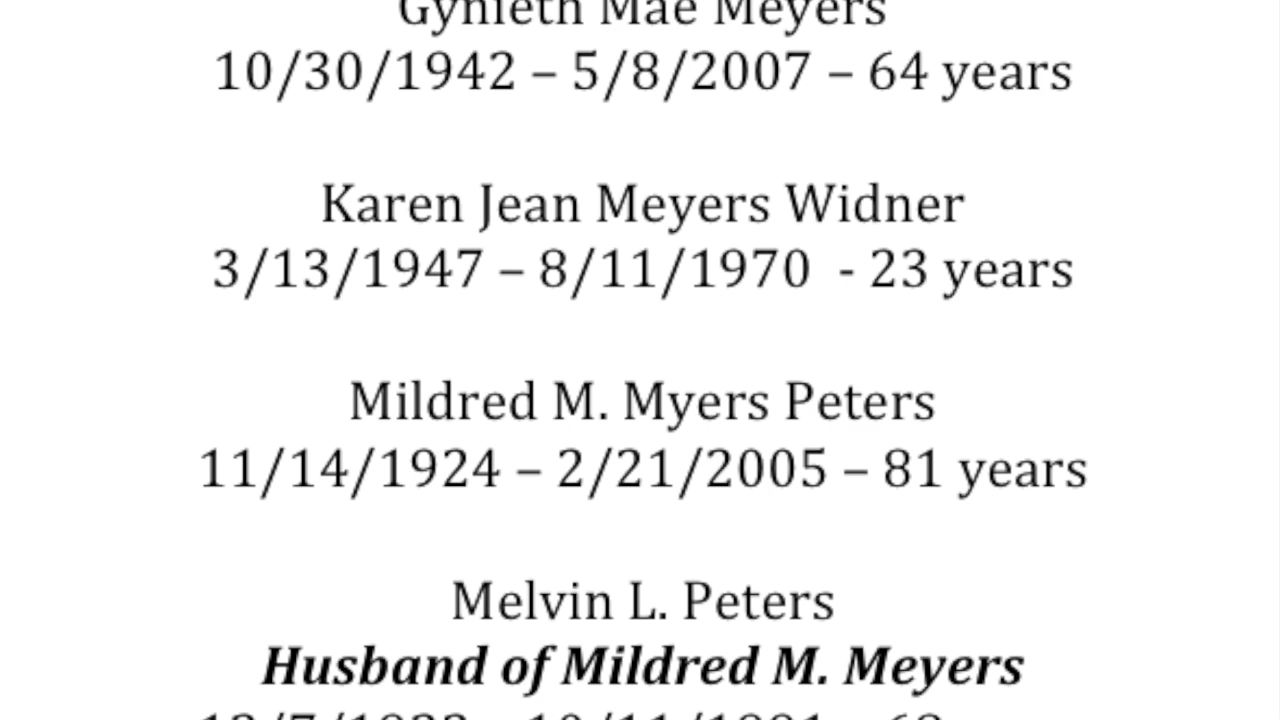 Gynieth Mae Meyers
10/30/1942 – 5/8/2007 – 64 years
Karen Jean Meyers Widner
3/13/1947 – 8/11/1970 - 23 years
Mildred M. Myers Peters
11/14/1924 – 2/21/2005 – 81 years
Melvin L. Peters
Husband of Mildred M. Meyers